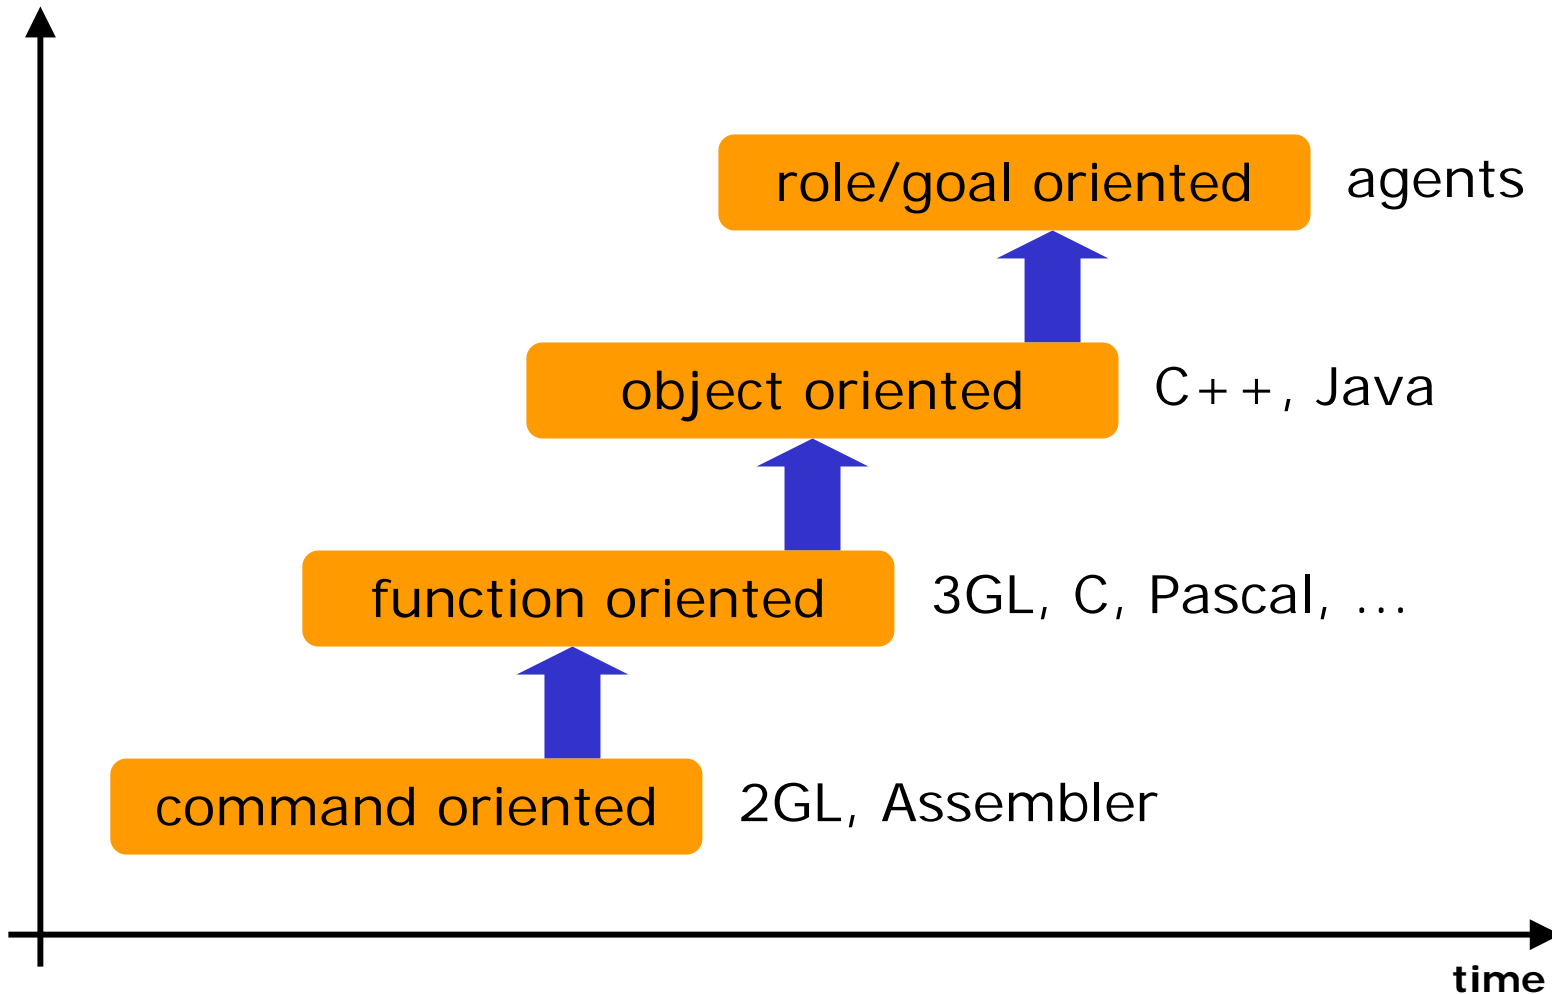 role/goal oriented agents
object oriented C++, Java
function oriented 3GL, C, Pascal, ...
command oriented 2GL, Assembler
time